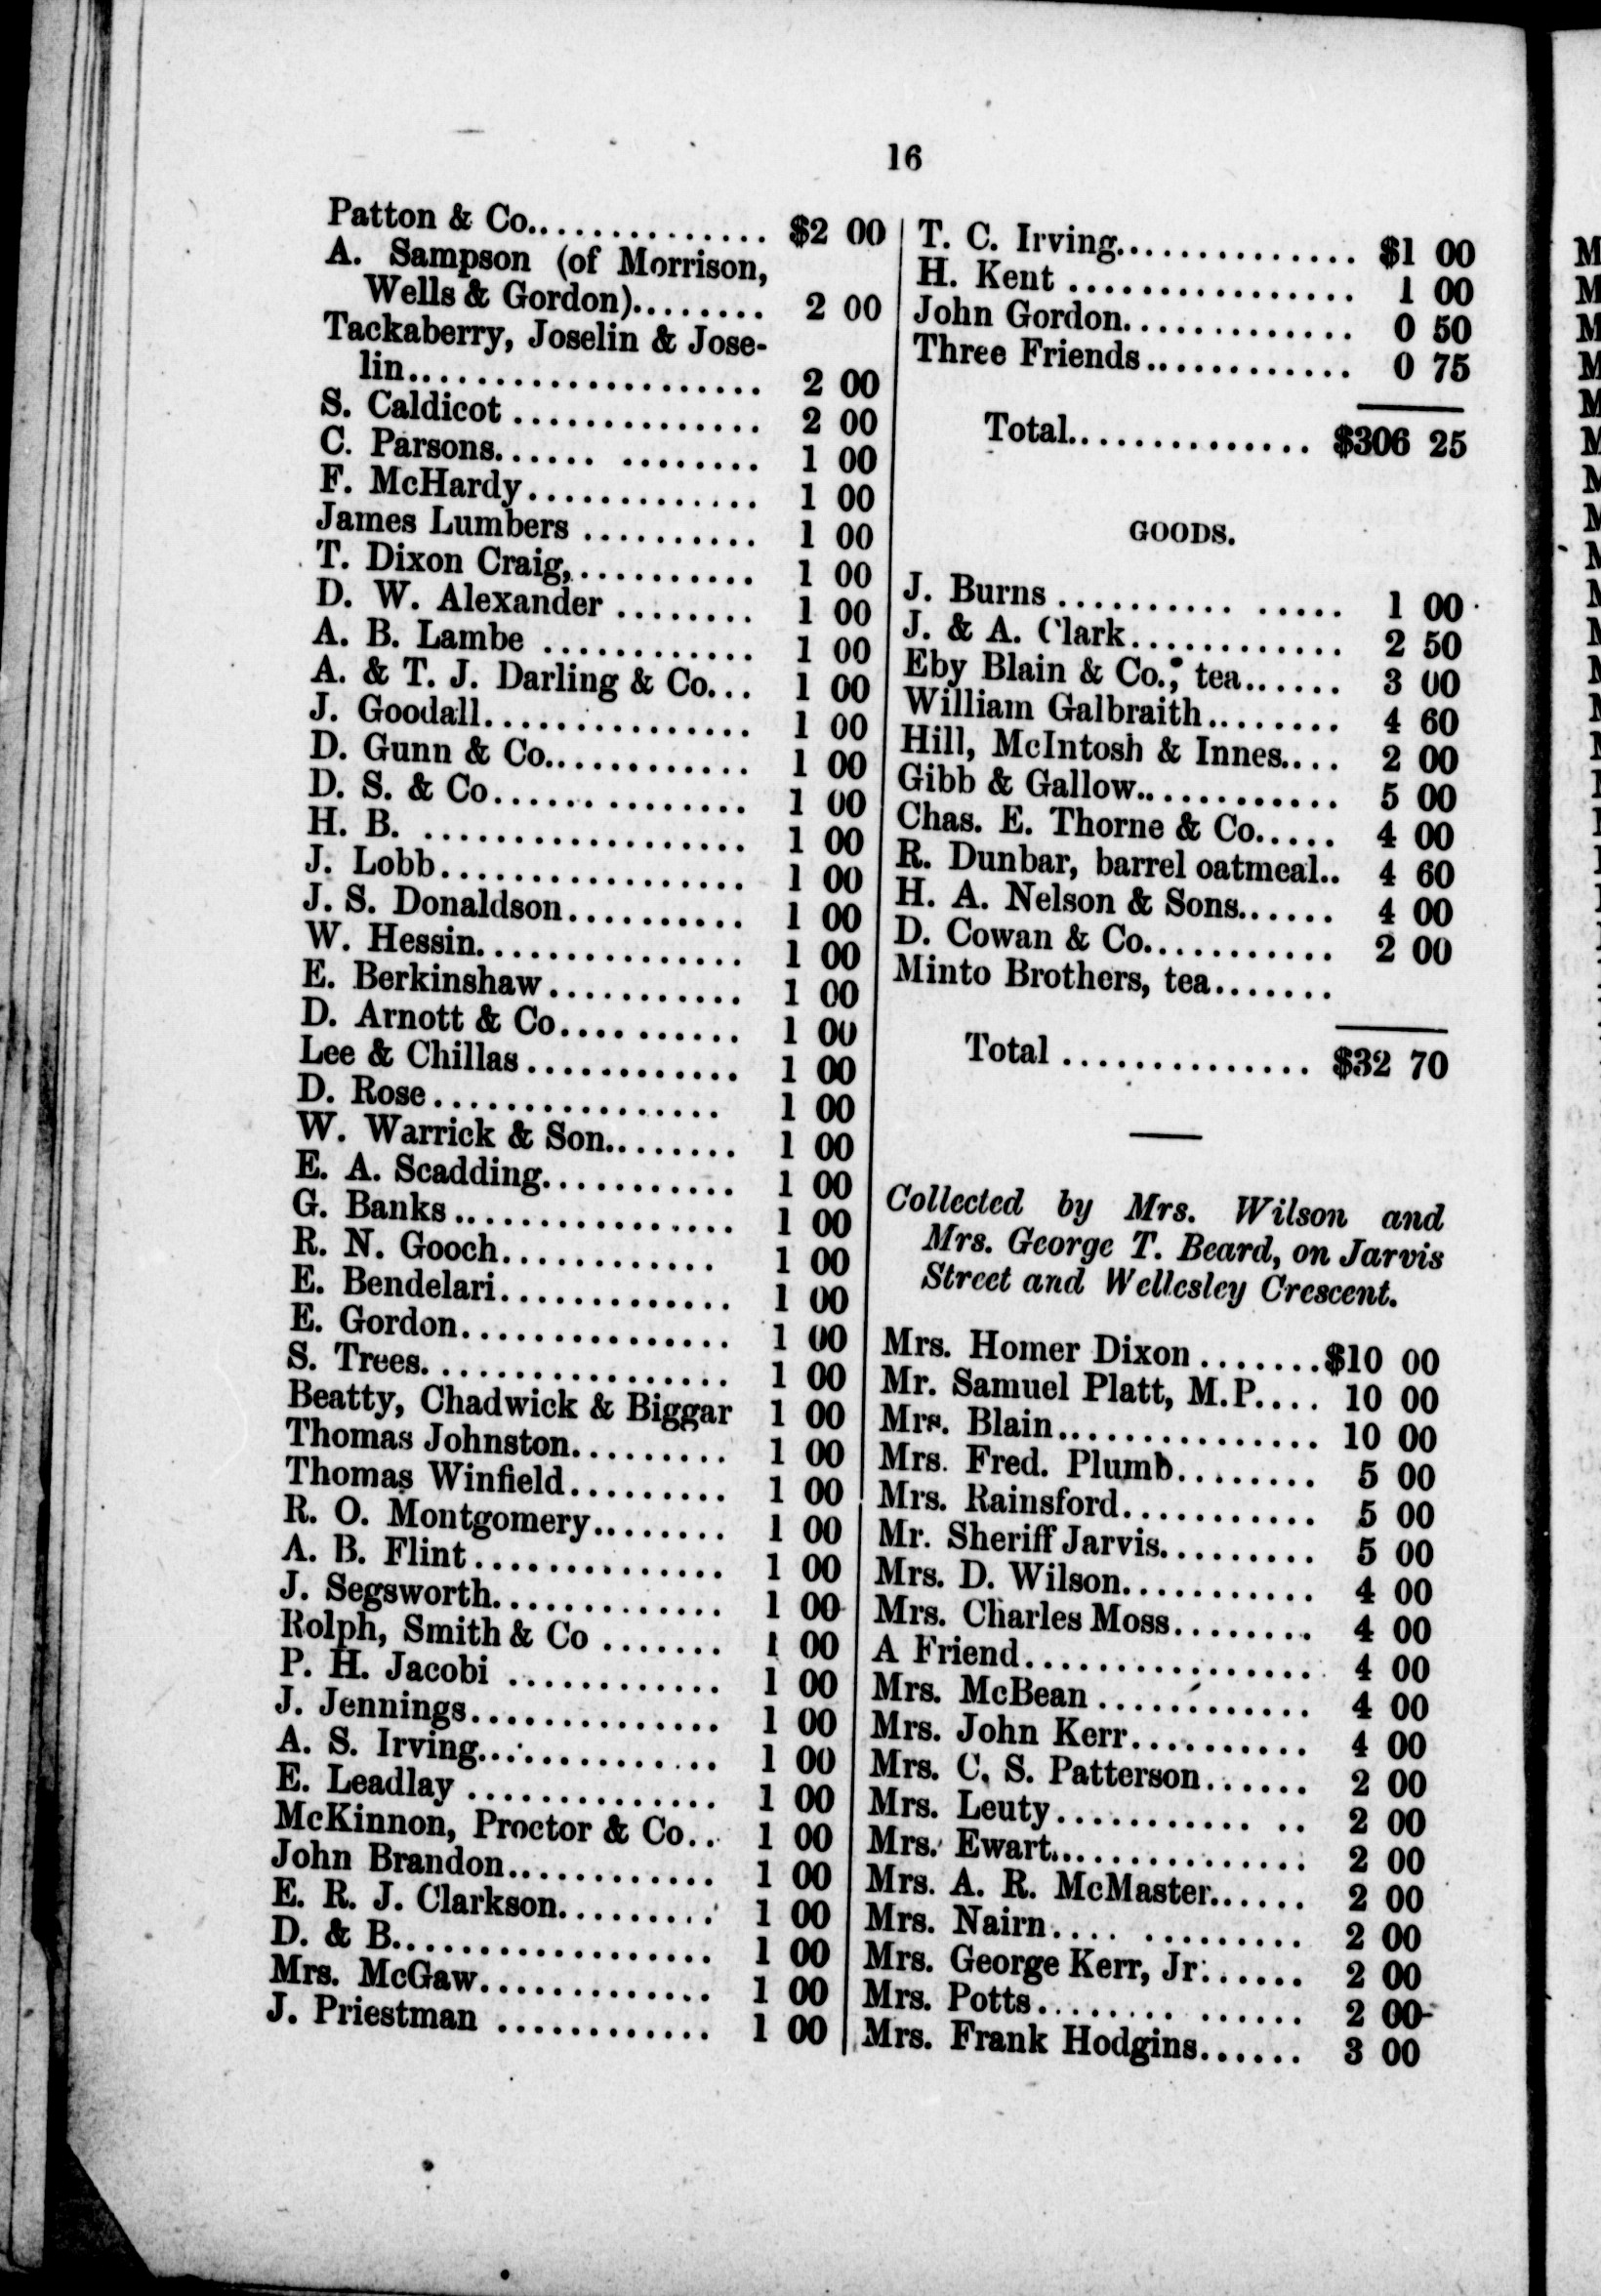 16
Patton & Co.............. $2 00
A. Sampson (of Morrison,
Wells & Gordon)........ 2 00
Tackaberry, Joselin & Jose-
lin..................... 2 00
S. Caldicot ............... 2 00
C. Parsons...... ........ 1 00
F. McHardy............. 1 00
James Lumbers .......... 1 00
T. Dixon Craig,........... 1 00
D. W. Alexander ........ 1 00
A. B. Lambe ............ 1 00
A. & T. J. Darling & Co... 1 00
J. Goodall................ 1 00
D. Gunn & Co............ 1 00
D. S. & Co............... 1 00
H. B. .................. 1 00
J. Lobb................. 1 00
J. S. Donaldson.......... 1 00
W. Hessin............... 1 00
E. Berkinshaw........... 1 00
D. Arnott & Co.......... 1 00
Lee & Chillas............ 1 00
D. Rose................ 1 00
W. Warrick & Son........ 1 00
E. A. Scadding........... 1 00
G. Banks................ 1 00
R. N. Gooch............ 1 00
E. Bendelari............. 1 00
E. Gordon............... 1 00
S. Trees................. 1 00
Beatty, Chadwick & Biggar 1 00
Thomas Johnston......... 1 00
Thomas Winfield......... 1 00
R. O. Montgomery........ 1 00
A. B. Flint.............. 1 00
J. Segsworth............. 1 00
Rolph, Smith & Co ....... 1 00
P. H. Jacobi ............ 1 00
J. Jennings.............. 1 00
A. S. Irving............. 1 00
E. Leadlay .............. 1 00
McKinnon, Proctor & Co.. 1 00
John Brandon............ 1 00
E. R. J. Clarkson......... 1 00
D. & B.................. 1 00
Mrs. McGaw............. 1 00
J. Priestman ............ 1 00
T. C. Irving.............. $1 00
H. Kent ................ 1 00
John Gordon............. 0 50
Three Friends............ 0 75
Total.............. $306 25
GOODS.
J. Burns .......... ..... 1 00
J. & A. Clark............ 2 50
Eby Blain & Co., tea...... 3 00
William Galbraith........ 4 60
Hill, McIntosh & Innes.... 2 00
Gibb & Gallow............ 5 00
Chas. E. Thorne & Co..... 4 00
R. Dunbar, barrel oatmeal.. 4 60
H. A. Nelson & Sons...... 4 00
D. Cowan & Co........... 2 00
Minto Brothers, tea.......
Total .............. $32 70
Collected by Mrs. Wilson and
Mrs. George T. Beard, on Jarvis
Street and Wellesley Crescent.
Mrs. Homer Dixon.......$10 00
Mr. Samuel Platt, M.P.... 10 00
Mrs. Blain............... 10 00
Mrs. Fred. Plumb........ 5 00
Mrs. Rainsford........... 5 00
Mr. Sheriff Jarvis......... 5 00
Mrs. D. Wilson........... 4 00
Mrs. Charles Moss........ 4 00
A Friend................ 4 00
Mrs. McBean............ 4 00
Mrs. John Kerr.......... 4 00
Mrs. C. S. Patterson...... 2 00
Mrs. Leuty........... .. 2 00
Mrs. Ewart.............. 2 00
Mrs. A. R. McMaster...... 2 00
Mrs. Nairn.... ......... 2 00
Mrs. George Kerr, Jr...... 2 00
Mrs. Potts........ ...... 2 00
Mrs. Frank Hodgins...... 3 00